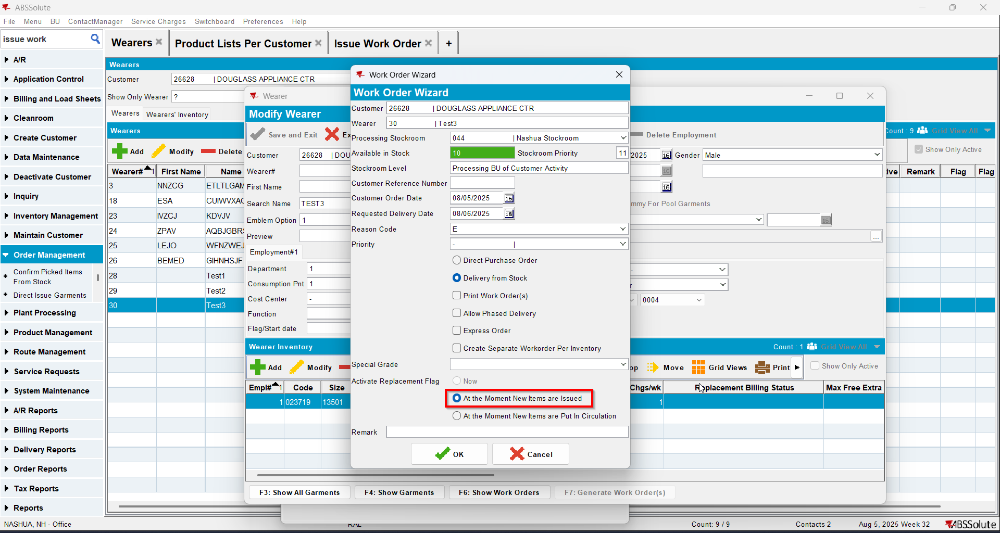 ABSSolute
File Menu BU ContactManager Service Charges Switchboard Preferences Help
issue work
Wearers Product Lists Per Customer Issue Work Order +
A/R
Application Control
Billing and Load Sheets
Cleanroom
Create Customer
Data Maintenance
Deactivate Customer
Inquiry
Inventory Management
Maintain Customer
Order Management
Confirm Picked Items
From Stock
Direct Issue Garments
Plant Processing
Product Management
Route Management
Service Requests
System Maintenance
A/R Reports
Billing Reports
Delivery Reports
Order Reports
Tax Reports
Reports
Wearers
Customer 26628 | DOUGLASS APPLIANCE CTR
Show Only Wearer ?
Wearers Wearers' Inventory
Wearers
Count : 9 Grid View All
Add Modify Delete
Show Only Active
Wearer# 1 First Name Name
Remark Flag Flag
3 NNZCG ETLTLGAM
18 ESA CUIWVXAC
23 IVZCJ KDVJV
24 ZPAV AQBJGBR
25 LEJO WFNZWEJ
26 BEMED GIHNHSJF
28 Test1
29 Test2
30 Test3
Wearer
Modify Wearer
Save and Exit
Delete Employment
Customer 26628 | DOU
2025 16 Gender Male
Wearer#
16
First Name
16
Search Name TEST3
mmy For Pool Garments
Emblem Option 1
16
Preview
...
Employment#1
Department 1
-
Consumption Pnt 1
r
Cost Center -
0004
Function
Flag/Start date
Wearer Inventory
Count : 1 Grid View All
Add Modify
op Move Grid Views Print
Show Only Active
Empl# 1 Code Size
Chgs/wk Replacement Billing Status Max Free Extra
1 023719 13501
1
F3: Show All Garments F4: Show Garments F6: Show Work Orders F7: Generate Work Order(s)
Work Order Wizard
Work Order Wizard
Customer 26628 | DOUGLASS APPLIANCE CTR
Wearer 30 | Test3
Processing Stockroom 044 | Nashua Stockroom
Available in Stock 10 Stockroom Priority 11
Stockroom Level Processing BU of Customer Activity
Customer Reference Number
Customer Order Date 08/05/2025 16
Requested Delivery Date 08/06/2025 16
Reason Code E
Priority - |
Direct Purchase Order
Delivery from Stock
Print Work Order(s)
Allow Phased Delivery
Express Order
Create Separate Workorder Per Inventory
Special Grade
Activate Replacement Flag Now
At the Moment New Items are Issued
At the Moment New Items are Put In Circulation
Remark
OK Cancel
NASHUA, NH - Office RAL Count: 9 / 9 Contacts 2 Aug 5, 2025 Week 32 ABSSolute